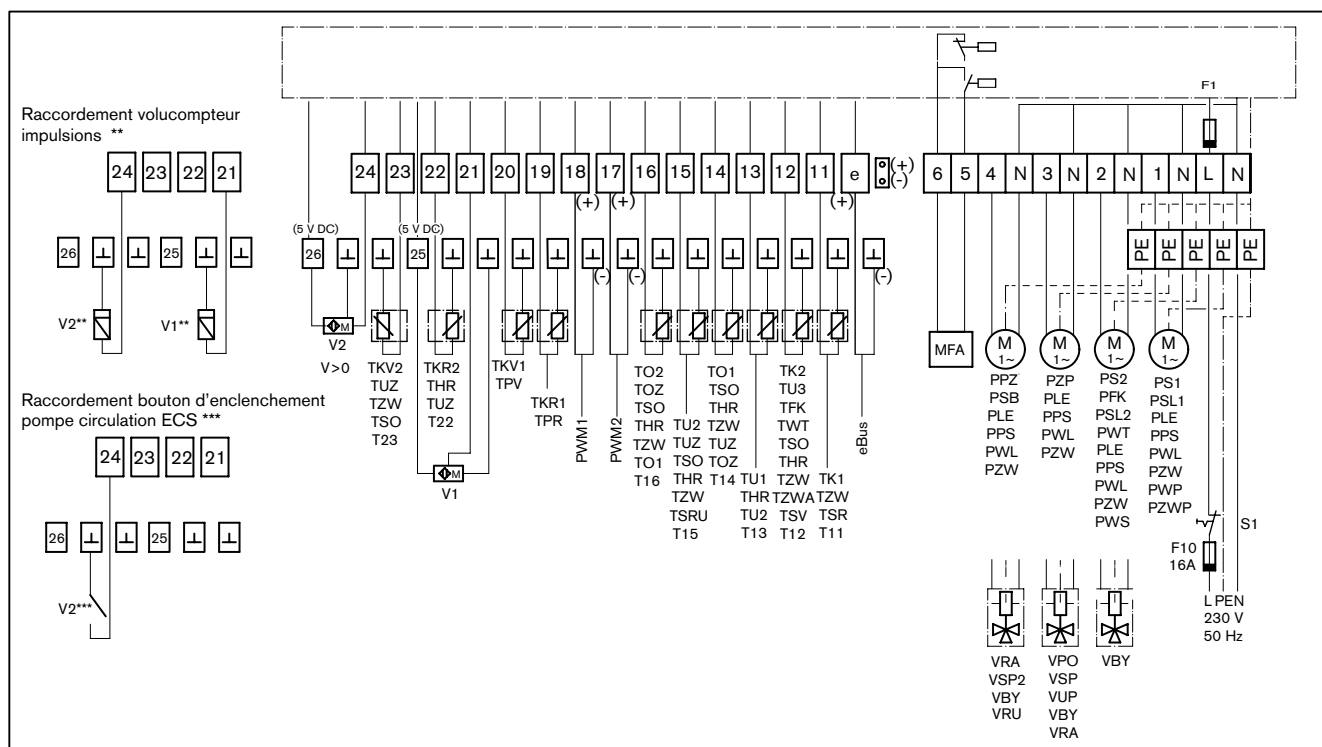 Raccordement volucompteur
impulsions **
24 23 22 21
26 25
V2** V1**
Raccordement bouton d'enclenchement
pompe circulation ECS ***
24 23 22 21
26 25
V2***
F1
24 23 22 21 20 19 18 17 16 15 14 13 12 11 e (+)
(-)
(+) (+) (+)
6 5 4 N 3 N 2 N 1 N L N
(5 V DC) (5 V DC)
26 25
(-) (-) (-)
PE PE PE PE PE
M
V2
V>0
TKV2
TUZ
TZW
TSO
T23
TKR2
THR
TUZ
T22
M
V1
TKV1
TPV
TKR1
TPR
PWM1
PWM2
TO2
TOZ
TSO
THR
TZW
TO1
T16
TU2
TUZ
TSO
THR
TZW
TSRU
T15
TO1
TSO
THR
TZW
TUZ
TOZ
T14
TU1
THR
TU2
T13
TK2
TU3
TFK
TWT
TSO
THR
TZW
TZWA
TSV
T12
TK1
TZW
TSR
T11
eBus
MFA
M
1~
PPZ
PSB
PLE
PPS
PWL
PZW
M
1~
PZP
PLE
PPS
PWL
PZW
M
1~
PS2
PFK
PSL2
PWT
PLE
PPS
PWL
PZW
PWS
M
1~
PS1
PSL1
PLE
PPS
PWL
PZW
PWP
PZWP
S1
F10
16A
L PEN
230 V
50 Hz
VRA
VSP2
VBY
VRU
VPO
VSP
VUP
VBY
VRA
VBY